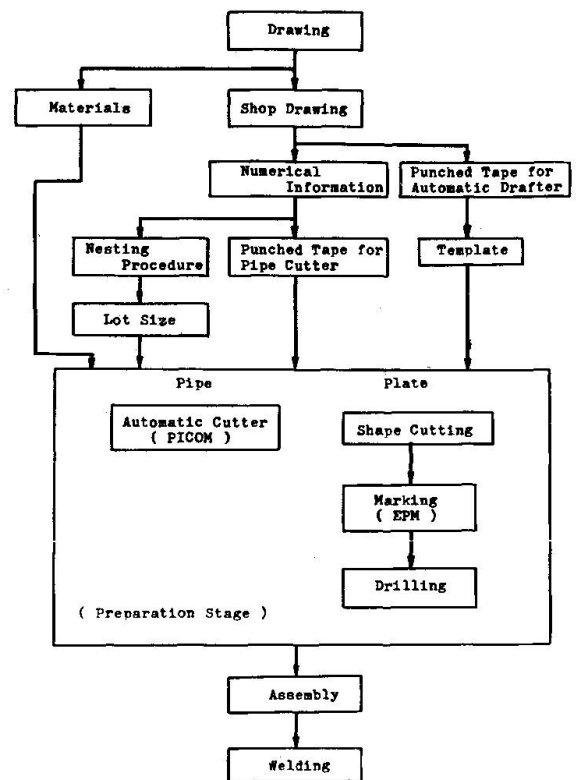 Drawing
Materials
Shop Drawing
Numerical
Information
Punched Tape for
Automatic Drafter
Nesting
Procedure
Punched Tape for
Pipe Cutter
Template
Lot Size
Pipe
Plate
Automatic Cutter
( PICOM )
Shape Cutting
Marking
( EPM )
Drilling
( Preparation Stage )
Assembly
Welding